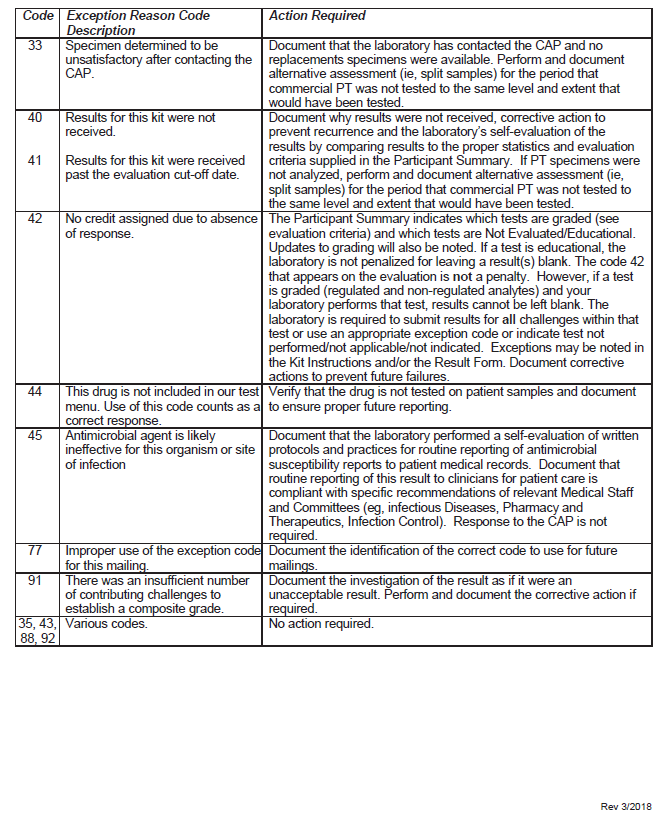 Code Exception Reason Code Action Required
Description
33 Specimen determined to be Document that the laboratory has contacted the CAP and no
unsatisfactory after contacting the replacements specimens were available. Perform and document
CAP. alternative assessment (ie, split samples) for the period that
commercial PT was not tested to the same level and extent that
would have been tested.
40 Results for this kit were not Document why results were not received, corrective action to
received. prevent recurrence and the laboratory's self-evaluation of the
results by comparing results to the proper statistics and evaluation
41 Results for this kit were received criteria supplied in the Participant Summary. If PT specimens were
past the evaluation cut-off date. not analyzed, perform and document alternative assessment (ie,
split samples) for the period that commercial PT was not tested to
the same level and extent that would have been tested.
42 No credit assigned due to absence The Participant Summary indicates which tests are graded (see
of response. evaluation criteria) and which tests are Not Evaluated/Educational.
Updates to grading will also be noted. If a test is educational, the
laboratory is not penalized for leaving a result(s) blank. The code 42
that appears on the evaluation is not a penalty. However, if a test
is graded (regulated and non-regulated analytes) and your
laboratory performs that test, results cannot be left blank. The
laboratory is required to submit results for all challenges within that
test or use an appropriate exception code or indicate test not
performed/not applicable/not indicated. Exceptions may be noted in
the Kit Instructions and/or the Result Form. Document corrective
actions to prevent future failures.
44 This drug is not included in our test Verify that the drug is not tested on patient samples and document
menu. Use of this code counts as a to ensure proper future reporting.
correct response.
45 Antimicrobial agent is likely Document that the laboratory performed a self-evaluation of written
ineffective for this organism or site protocols and practices for routine reporting of antimicrobial
of infection susceptibility reports to patient medical records. Document that
routine reporting of this result to clinicians for patient care is
compliant with specific recommendations of relevant Medical Staff
and Committees (eg, infectious Diseases, Pharmacy and
Therapeutics, Infection Control). Response to the CAP is not
required.
77 Improper use of the exception code Document the identification of the correct code to use for future
for this mailing. mailings.
91 There was an insufficient number Document the investigation of the result as if it were an
of contributing challenges to unacceptable result. Perform and document the corrective action if
establish a composite grade. required.
35, 43, Various codes. No action required.
88, 92
Rev 3/2018